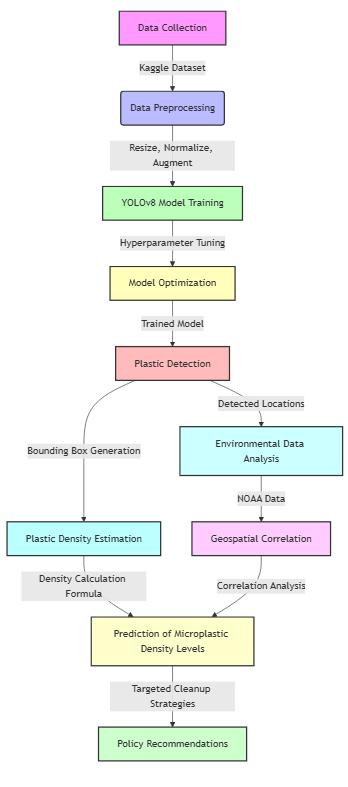 Data Collection
Kaggle Dataset
Data Preprocessing
Resize, Normalize,
Augment
YOLOv8 Model Training
Hyperparameter Tuning
Model Optimization
Trained Model
Plastic Detection
Detected Locations
Environmental Data
Analysis
Bounding Box Generation
NOAA Data
Plastic Density Estimation
Geospatial Correlation
Density Calculation
Formula
Correlation Analysis
Prediction of Microplastic
Density Levels
Targeted Cleanup
Strategies
Policy Recommendations